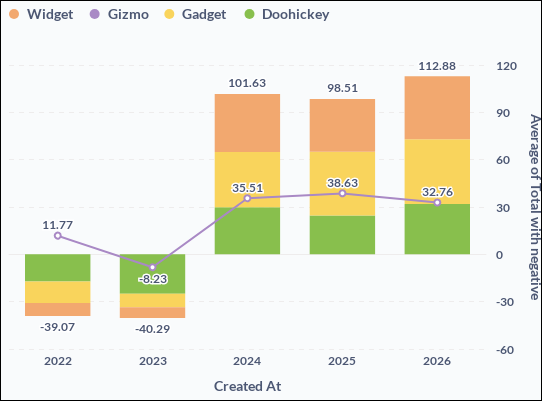 Widget Gizmo Gadget Doohickey
112.88 120
101.63 98.51
90
60
35.51 38.63 32.76
30
11.77
0
-8.23
-30
-39.07 -40.29
-60
2022 2023 2024 2025 2026
Created At
Average of Total with negative